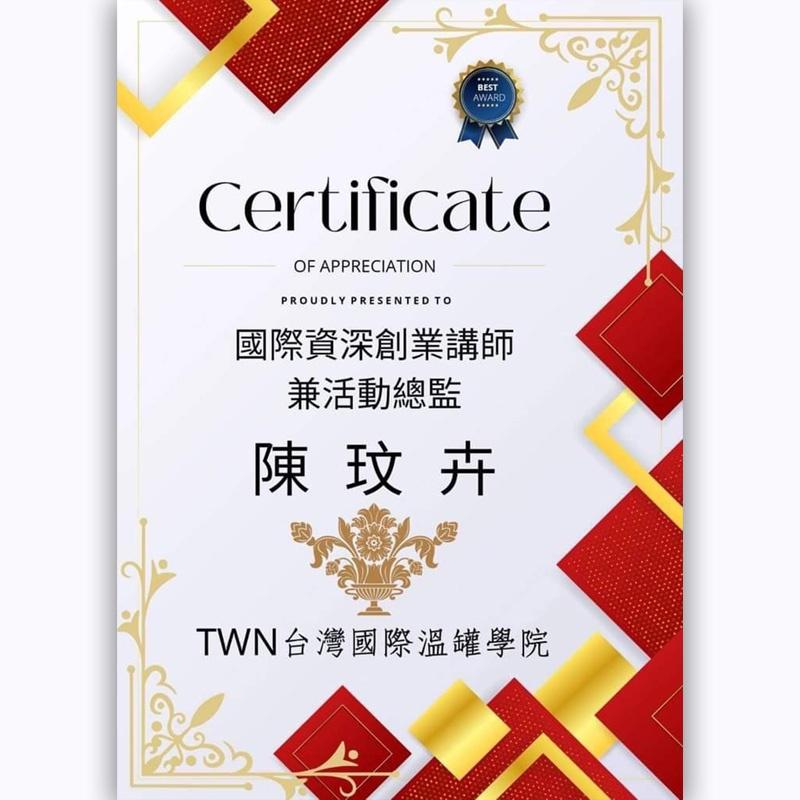 BEST
AWARD
Certificate
OF APPRECIATION
PROUDLY PRESENTED TO
國際資深創業講師
兼活動總監
陳玟卉
TWN台灣國際溫罐學院